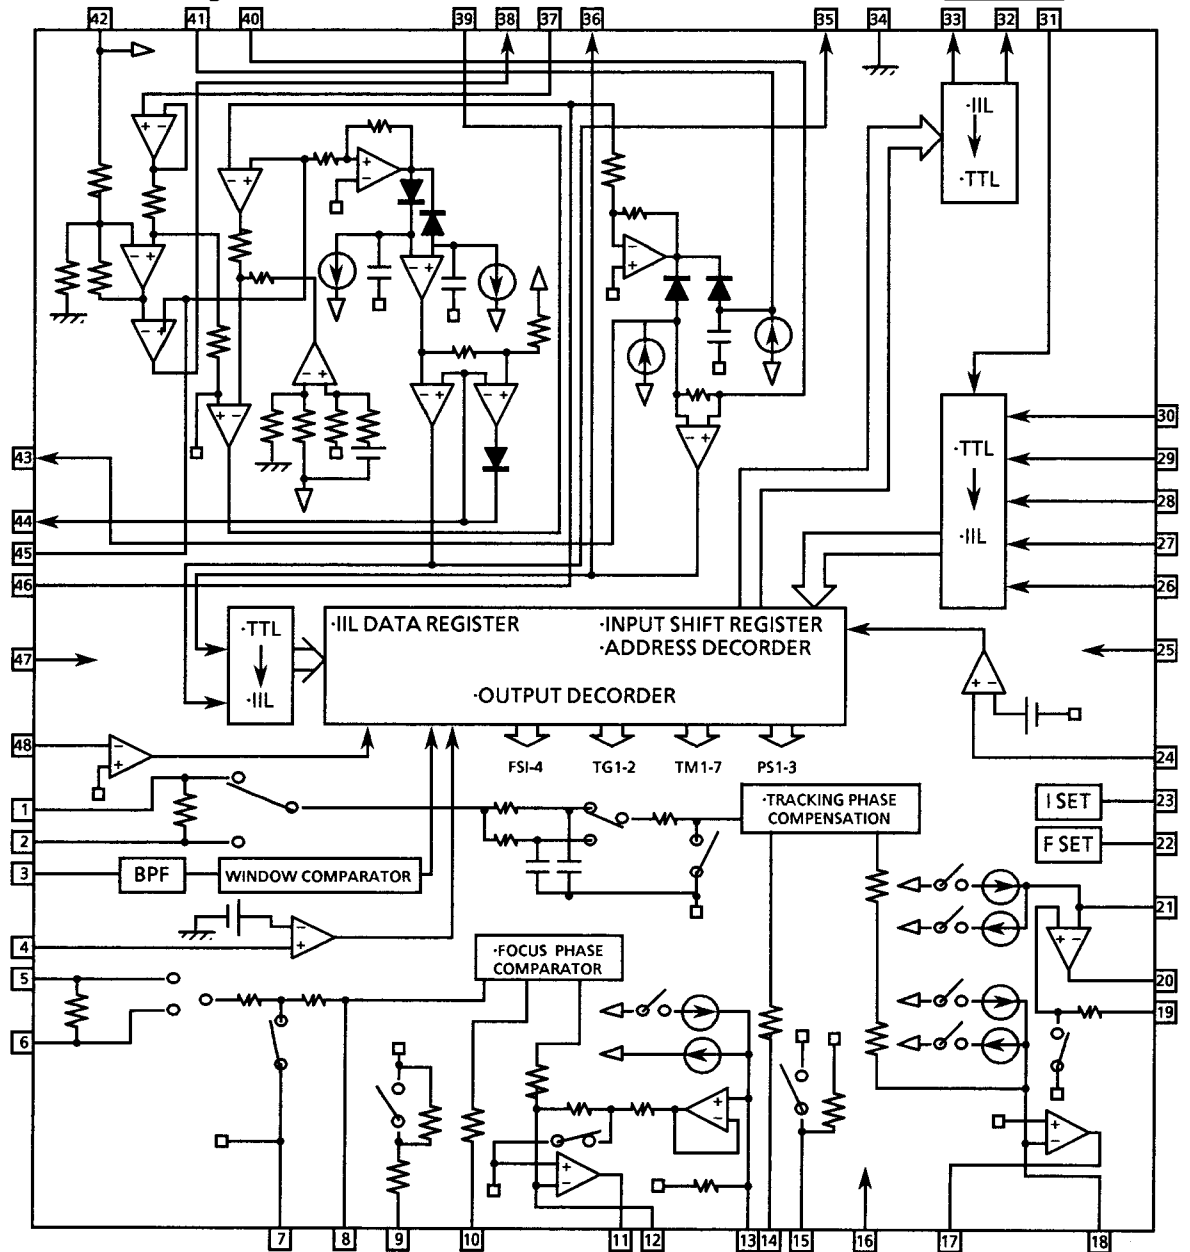 42 41 40 39 38 37 36 35 34 33 32 31
·IIL
·TTL
30
·TTL
29
28
·IIL
27
26
43
44
45
46
·TTL
·IIL
·IIL DATA REGISTER ·INPUT SHIFT REGISTER
·ADDRESS DECORDER
·OUTPUT DECORDER
47
25
48
24
FSI-4 TG1-2 TM1-7 PS1-3
1
·TRACKING PHASE
COMPENSATION
I SET
23
2
F SET
22
3
BPF
WINDOW COMPARATOR
21
4
·FOCUS PHASE
COMPARATOR
5
20
19
6
7 8 9 10 11 12 13 14 15 16 17 18